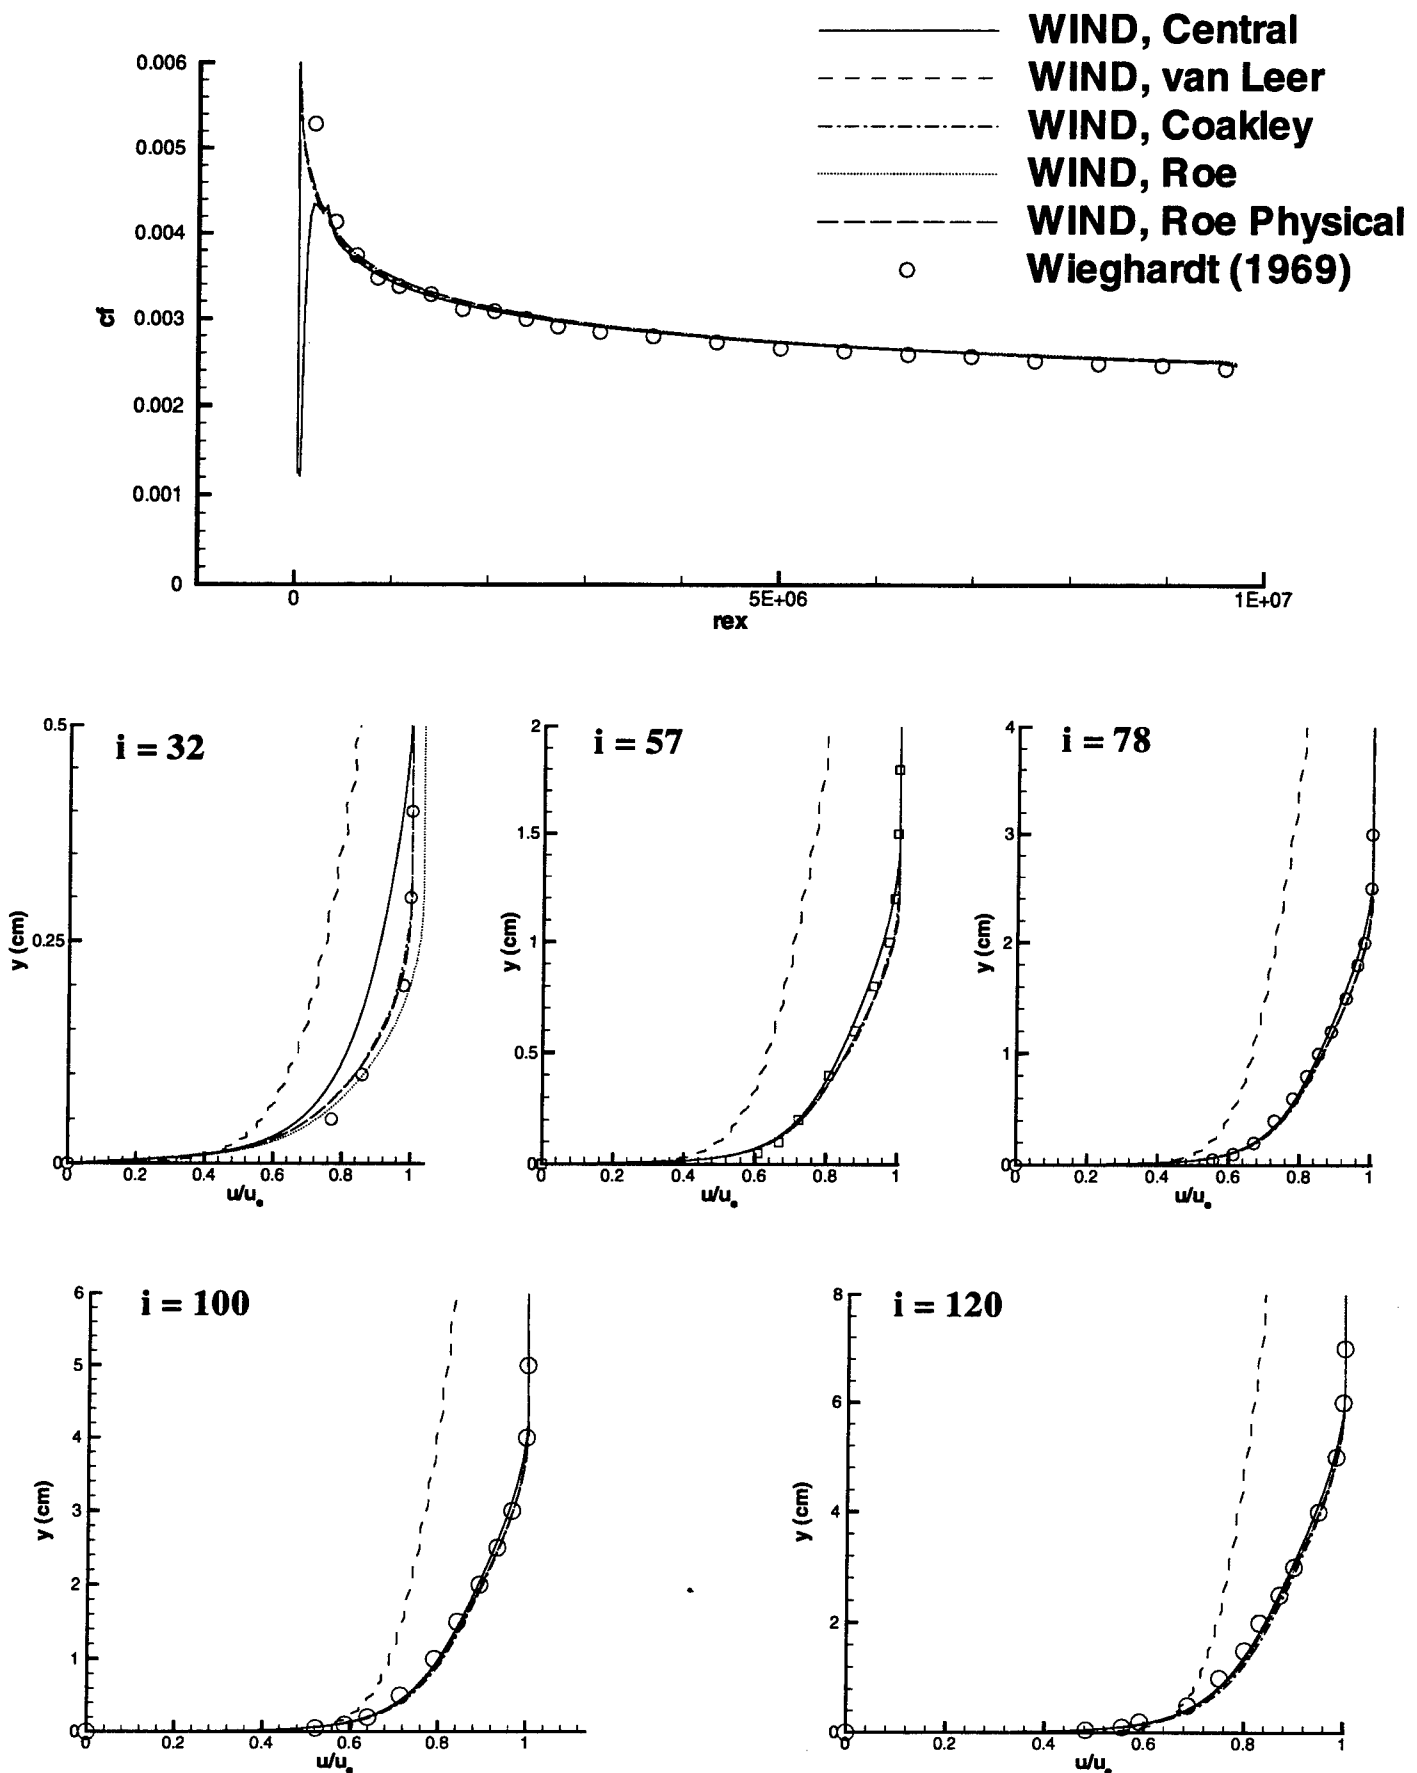 WIND, Central
WIND, van Leer
WIND, Coakley
WIND, Roe
WIND, Roe Physical
Wieghardt (1969)
0.006
0.005
0.004
0.003
0.002
0.001
0
cf
0 5E+06 1E+07
rex
i = 32
0.5
0.25
0
y (cm)
0 0.2 0.4 0.6 0.8 1
u/ue
i = 57
2
1.5
1
0.5
0
y (cm)
0 0.2 0.4 0.6 0.8 1
u/ue
i = 78
4
3
2
1
0
y (cm)
0 0.2 0.4 0.6 0.8 1
u/ue
i = 100
6
5
4
3
2
1
0
y (cm)
0 0.2 0.4 0.6 0.8 1
u/ue
i = 120
8
6
4
2
0
y (cm)
0 0.2 0.4 0.6 0.8 1
u/ue